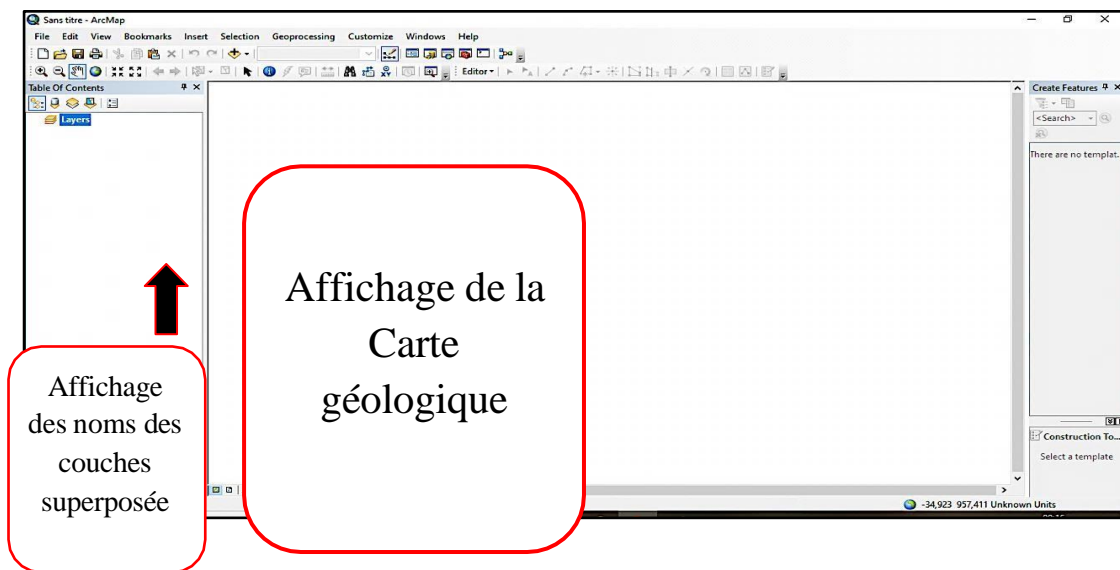 Sans titre - ArcMap
File Edit View Bookmarks Insert Selection Geoprocessing Customize Windows Help
Editor
Table Of Contents
Layers
Create Features
<Search>
There are no templat.
Affichage de la
Carte
géologique
Affichage
des noms des
couches
superposée
Construction To...
Select a template
-34,923 957,411 Unknown Units